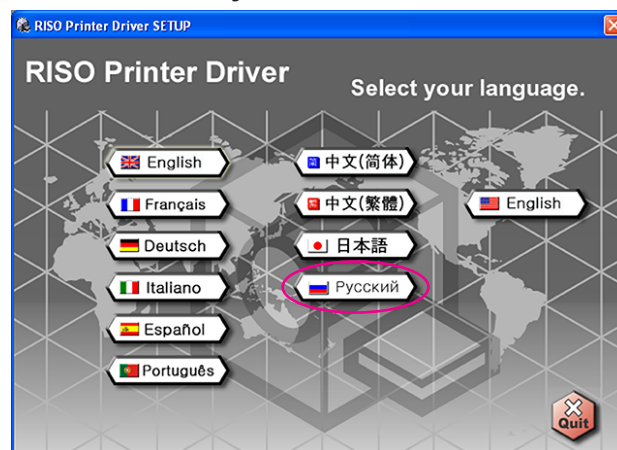 RISO Printer Driver SETUP
RISO Printer Driver
Select your language.
English
Français
Deutsch
Italiano
Español
Português
中文(简体)
中文(繁體)
日本語
Русский
English
Quit